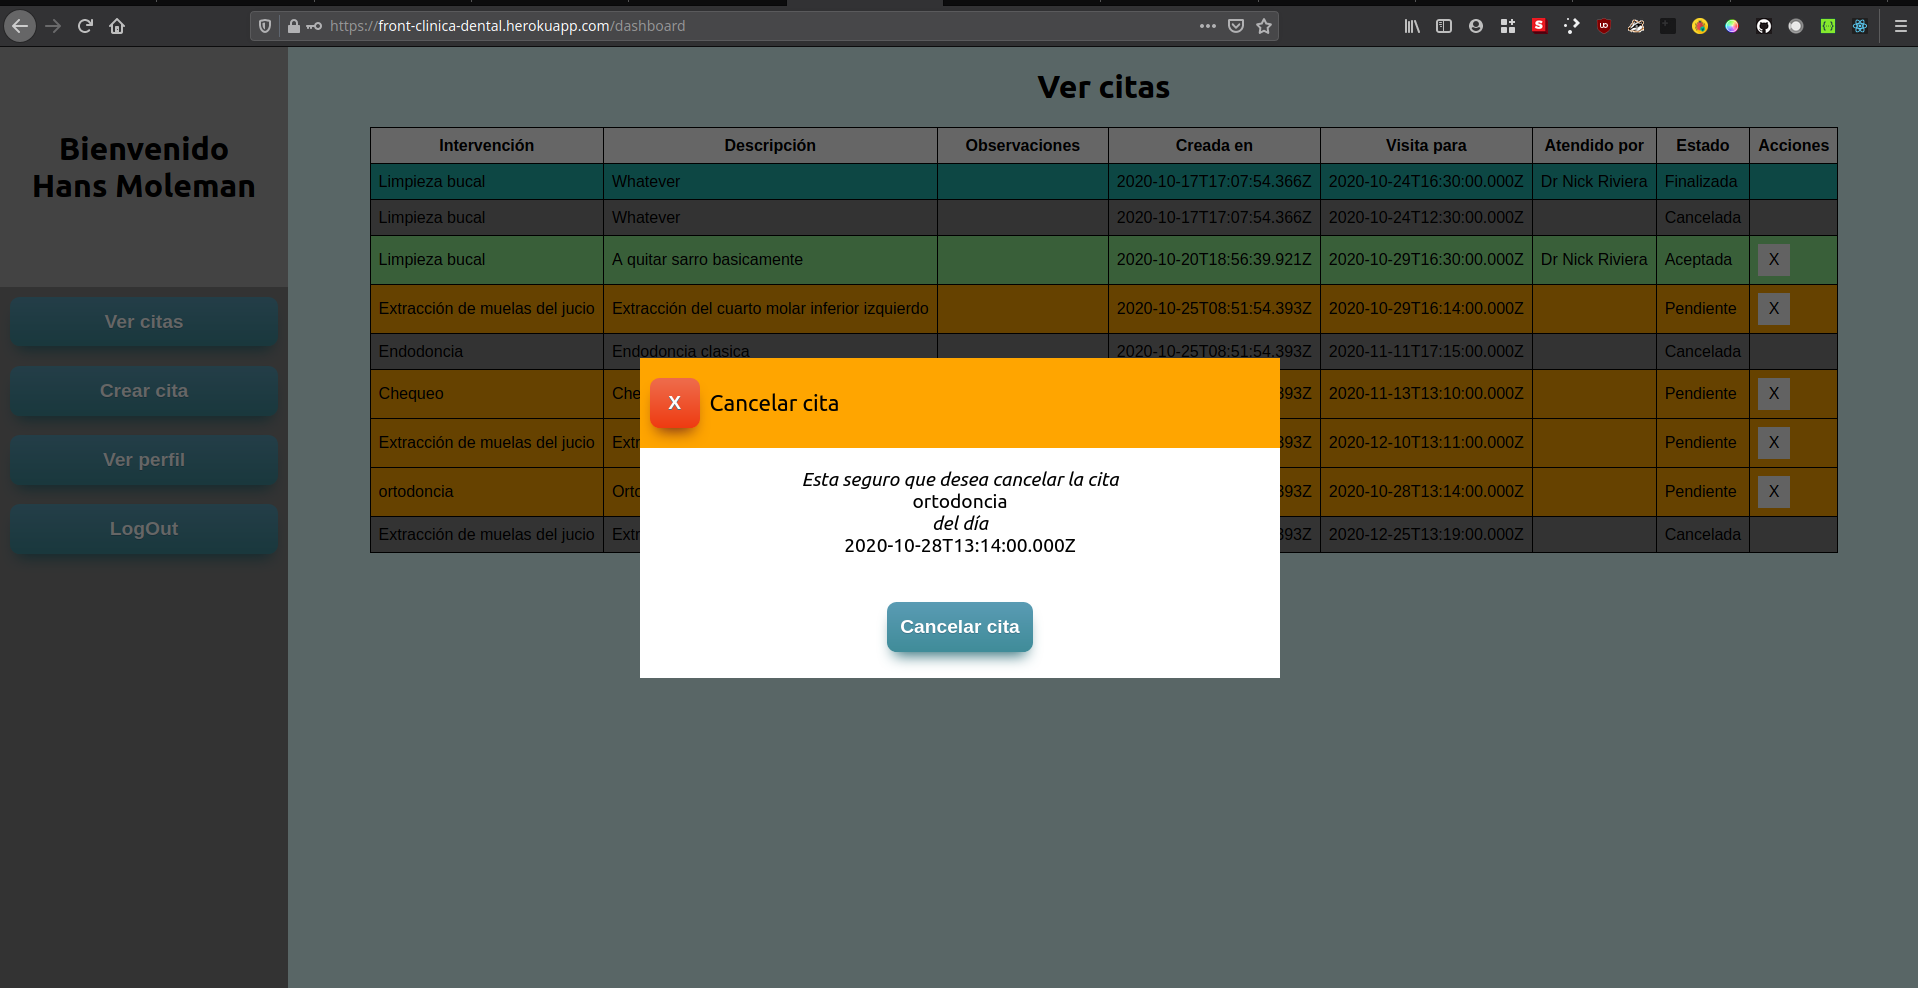 https://front-clinica-dental.herokuapp.com/dashboard
Bienvenido
Hans Moleman
Ver citas
Crear cita
Ver perfil
LogOut
Ver citas
Intervención Descripción Observaciones Creada en Visita para Atendido por Estado Acciones
Limpieza bucal Whatever 2020-10-17T17:07:54.366Z 2020-10-24T16:30:00.000Z Dr Nick Riviera Finalizada
Limpieza bucal Whatever 2020-10-17T17:07:54.366Z 2020-10-24T12:30:00.000Z Cancelada
Limpieza bucal A quitar sarro basicamente 2020-10-20T18:56:39.921Z 2020-10-29T16:30:00.000Z Dr Nick Riviera Aceptada X
Extracción de muelas del jucio Extracción del cuarto molar inferior izquierdo 2020-10-25T08:51:54.393Z 2020-10-29T16:14:00.000Z Pendiente X
Endodoncia Endodoncia clasica 2020-10-25T08:51:54.393Z 2020-11-11T17:15:00.000Z Cancelada
Chequeo Che 393Z 2020-11-13T13:10:00.000Z Pendiente X
Extracción de muelas del jucio Extr 393Z 2020-12-10T13:11:00.000Z Pendiente X
ortodoncia Orto 393Z 2020-10-28T13:14:00.000Z Pendiente X
Extracción de muelas del jucio Extr 393Z 2020-12-25T13:19:00.000Z Cancelada
X Cancelar cita
Esta seguro que desea cancelar la cita
ortodoncia
del día
2020-10-28T13:14:00.000Z
Cancelar cita